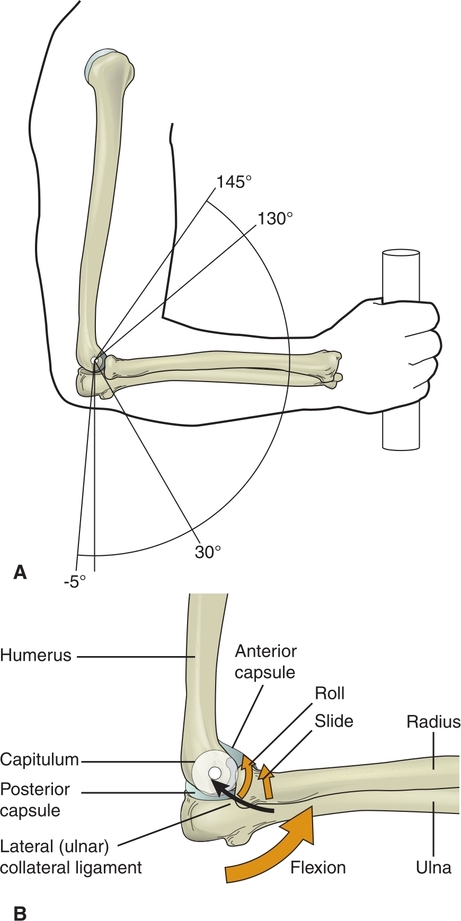 145°
130°
30°
-5°
A
Humerus
Anterior
capsule
Roll
Slide
Radius
Capitulum
Posterior
capsule
Lateral (ulnar)
collateral ligament
Flexion
Ulna
B